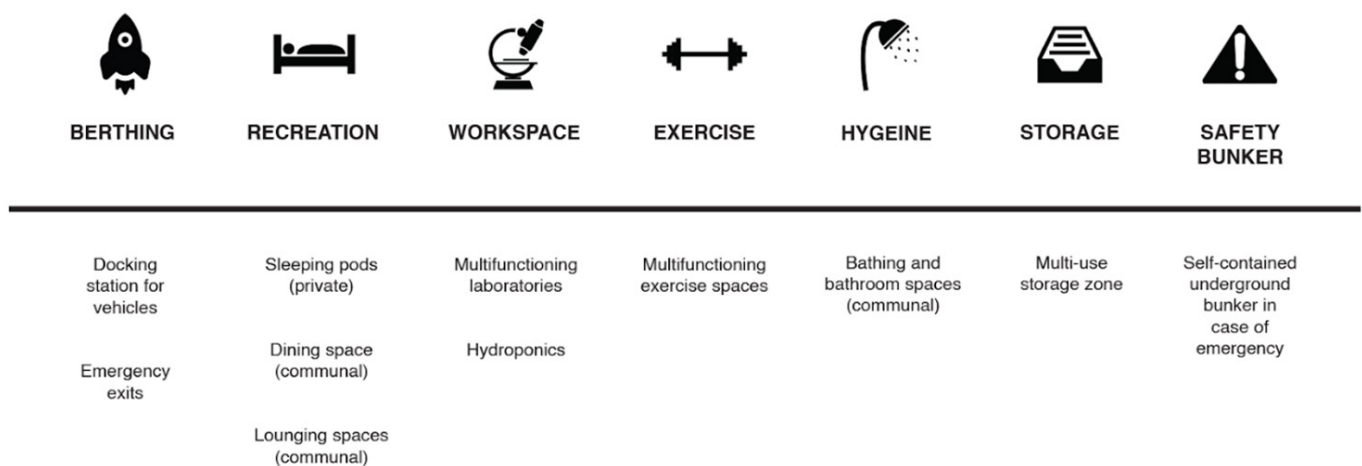 BERTHING
RECREATION
WORKSPACE
EXERCISE
HYGEINE
STORAGE
SAFETY
BUNKER
Docking
station for
vehicles
Emergency
exits
Sleeping pods
(private)
Dining space
(communal)
Lounging spaces
(communal)
Multifunctioning
laboratories
Hydroponics
Multifunctioning
exercise spaces
Bathing and
bathroom spaces
(communal)
Multi-use
storage zone
Self-contained
underground
bunker in
case of
emergency